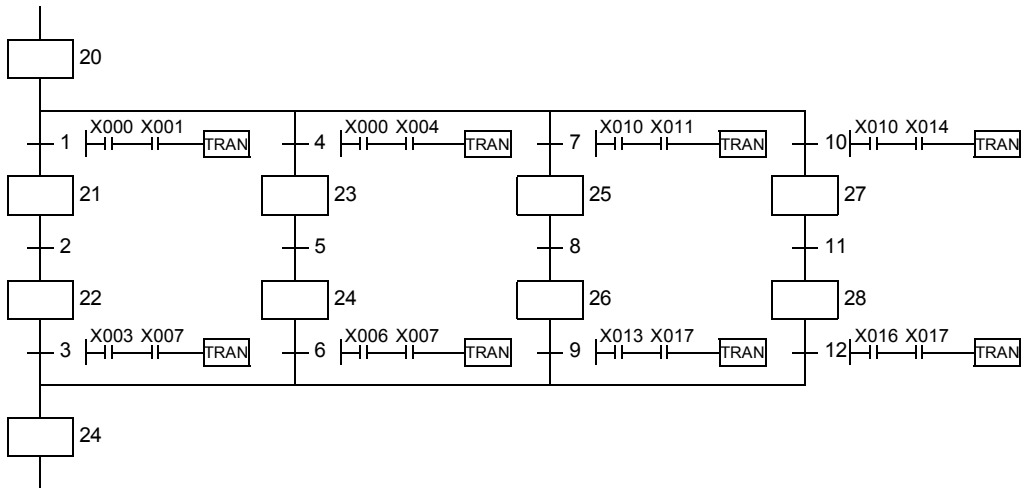 20
1 X000 X001 TRAN 4 X000 X004 TRAN 7 X010 X011 TRAN 10 X010 X014 TRAN
21 23 25 27
2 5 8 11
22 24 26 28
3 X003 X007 TRAN 6 X006 X007 TRAN 9 X013 X017 TRAN 12 X016 X017 TRAN
24